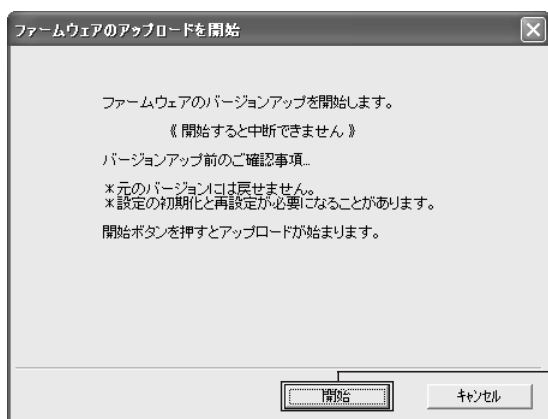 ファームウェアのアップロードを開始
ファームウェアのバージョンアップを開始します。
《 開始すると中断できません 》
バージョンアップ前のご確認事項...
＊元のバージョンには戻せません。
＊設定の初期化と再設定が必要になることがあります。
開始ボタンを押すとアップロードが始まります。
開始
キャンセル